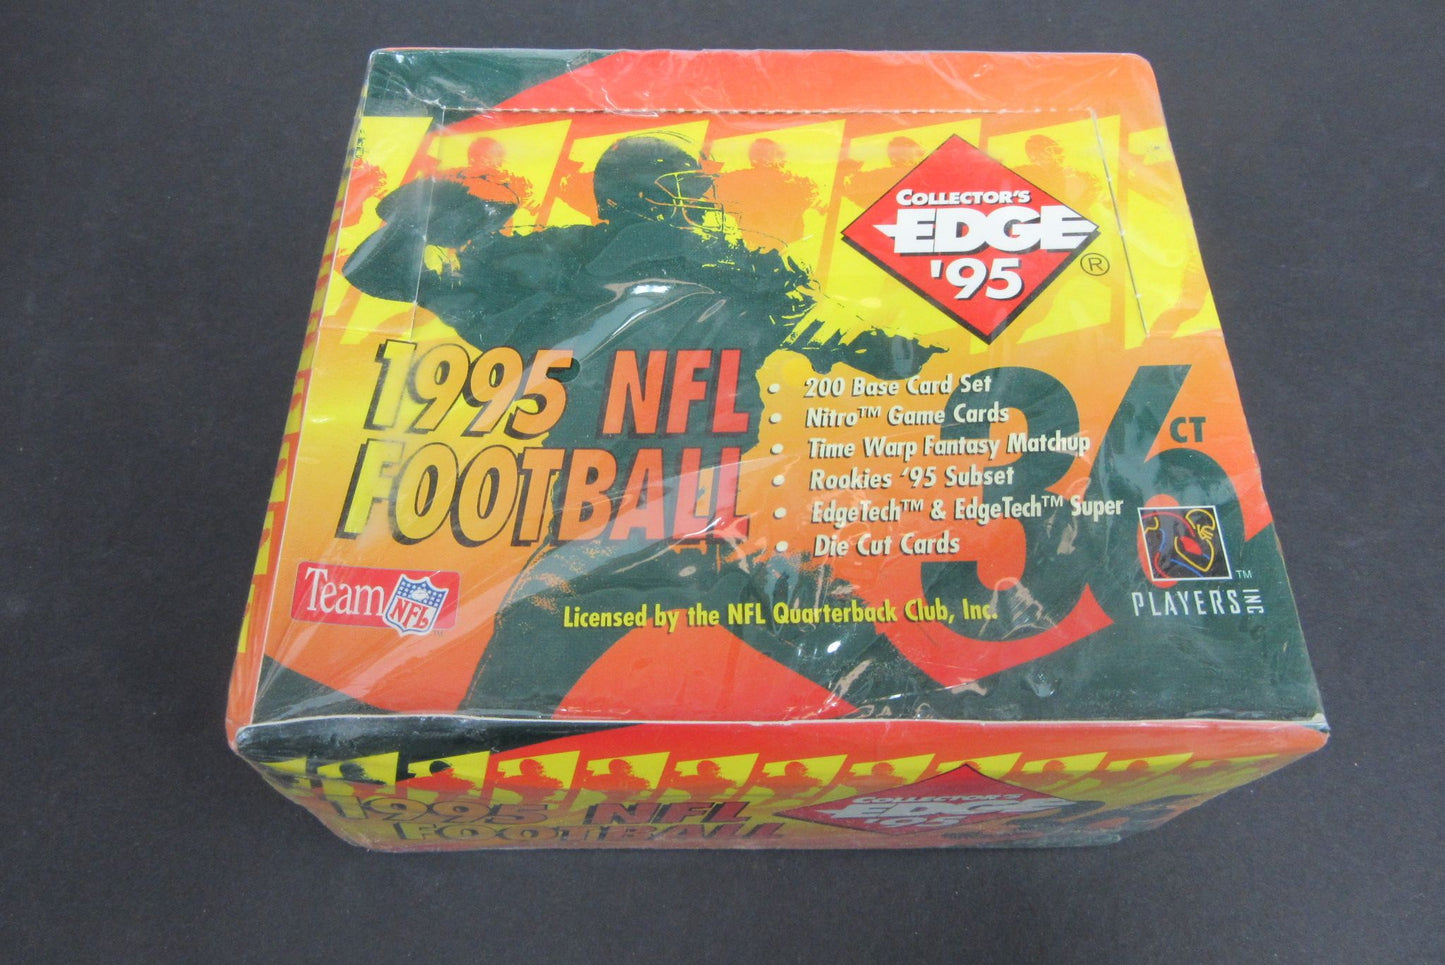 COLLECTOR'S
EDGE
'95
®
1995 NFL
FOOTBALL
• 200 Base Card Set
• Nitro™ Game Cards
• Time Warp Fantasy Matchup
• Rookies '95 Subset
• EdgeTech™ & EdgeTech™ Super
• Die Cut Cards
36 CT
Team NFL
Licensed by the NFL Quarterback Club, Inc.
™
PLAYERS INC
1995 NFL
FOOTBALL
COLLECTOR'S
EDGE
'95